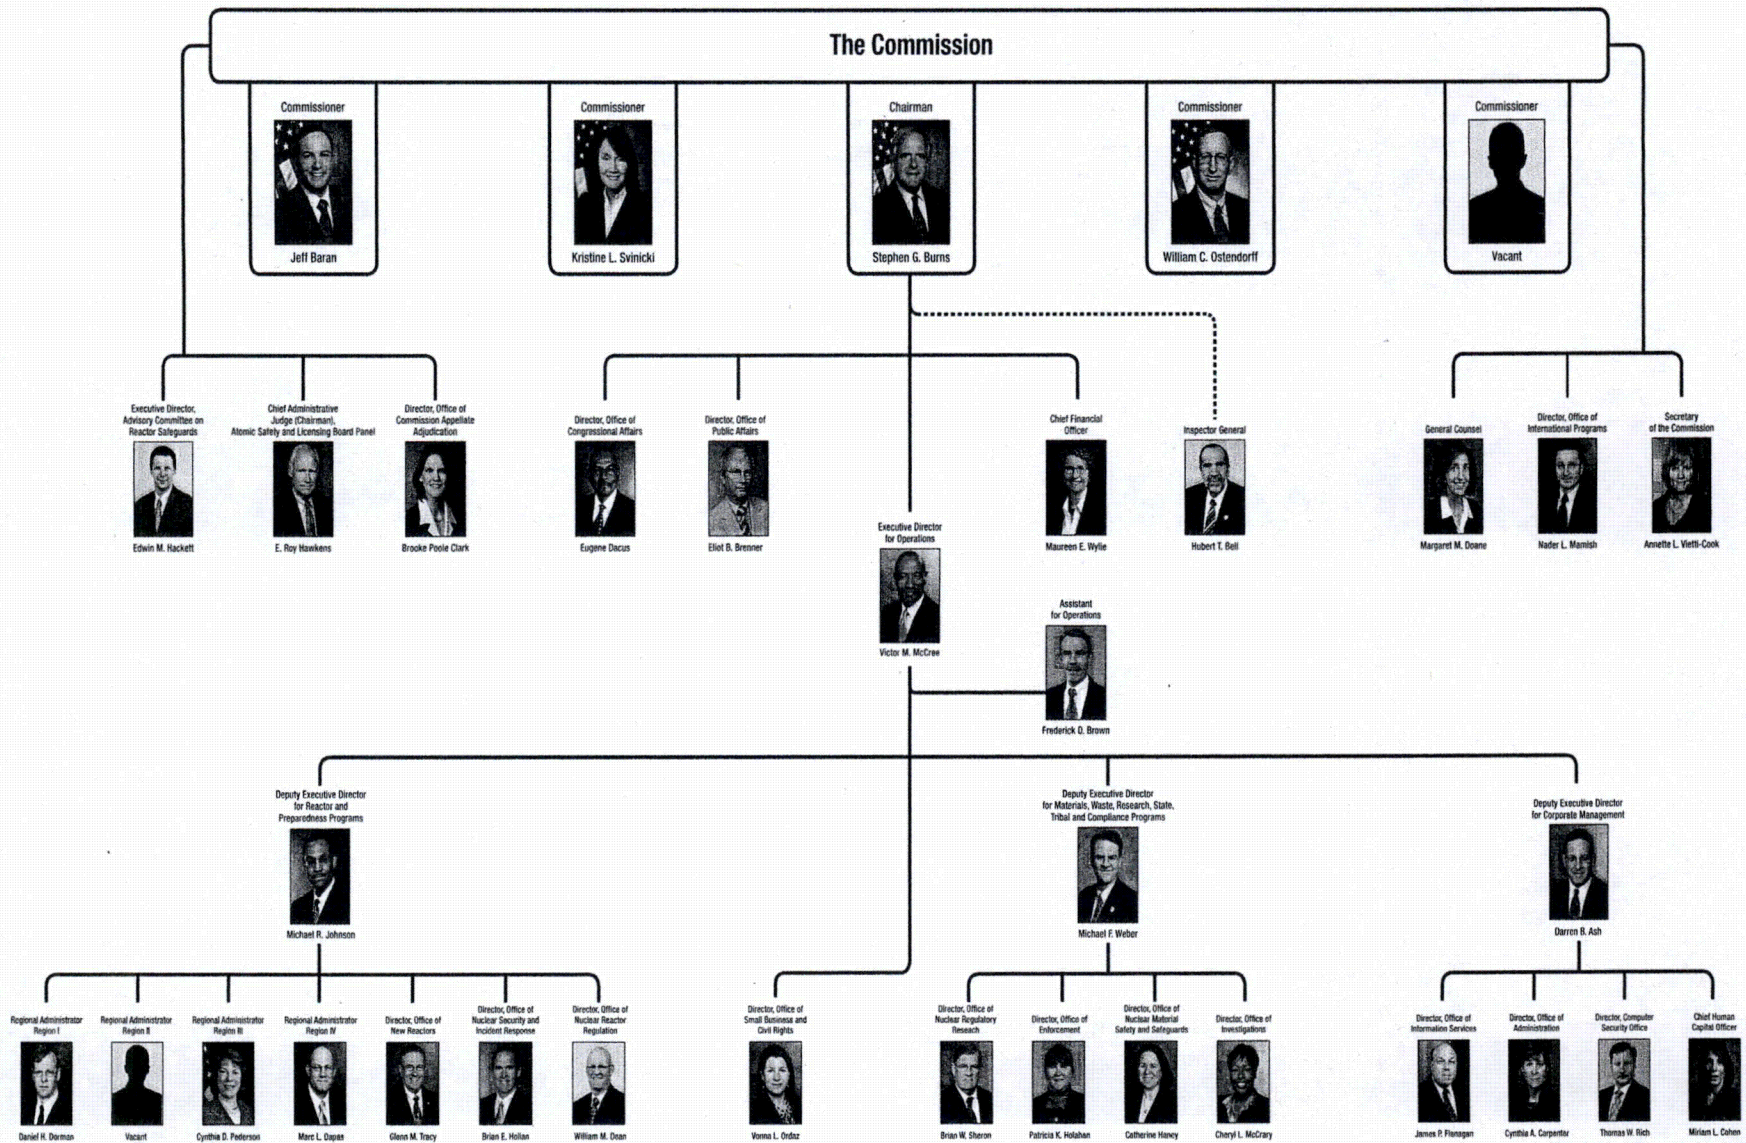 The Commission
Commissioner
Jeff Baran
Commissioner
Kristine L. Svinicki
Chairman
Stephen G. Burns
Commissioner
William C. Ostendorff
Commissioner
Vacant
Executive Director,
Advisory Committee on
Reactor Safeguards
Edwin M. Hackett
Chief Administrative
Judge (Chairman),
Atomic Safety and Licensing Board Panel
E. Roy Hawkens
Director, Office of
Commission Appellate
Adjudication
Brooke Poole Clark
Director, Office of
Congressional Affairs
Eugene Dacus
Director, Office of
Public Affairs
Eliot B. Brenner
Chief Financial
Officer
Maureen E. Wylie
Inspector General
Hubert T. Bell
General Counsel
Margaret M. Doane
Director, Office of
International Programs
Nader L. Mamish
Secretary
of the Commission
Annette L. Vietti-Cook
Executive Director
for Operations
Victor M. McCree
Assistant
for Operations
Frederick D. Brown
Deputy Executive Director
for Reactor and
Preparedness Programs
Michael R. Johnson
Deputy Executive Director
for Materials, Waste, Research, State,
Tribal and Compliance Programs
Michael F. Weber
Deputy Executive Director
for Corporate Management
Darren B. Ash
Regional Administrator
Region I
Daniel H. Dorman
Regional Administrator
Region II
Vacant
Regional Administrator
Region III
Cynthia D. Pederson
Regional Administrator
Region IV
Marc L. Dapas
Director, Office of
New Reactors
Glenn M. Tracy
Director, Office of
Nuclear Security and
Incident Response
Brian E. Holian
Director, Office of
Nuclear Reactor
Regulation
William M. Dean
Director, Office of
Small Business and
Civil Rights
Vonna L. Ordaz
Director, Office of
Nuclear Regulatory
Reseach
Brian W. Sheron
Director, Office of
Enforcement
Patricia K. Holahan
Director, Office of
Nuclear Material
Safety and Safeguards
Catherine Haney
Director, Office of
Investigations
Cheryl L. McCrary
Director, Office of
Information Services
James P. Flanagan
Director, Office of
Administration
Cynthia A. Carpenter
Director, Computer
Security Office
Thomas W. Rich
Chief Human
Capital Officer
Miriam L. Cohen